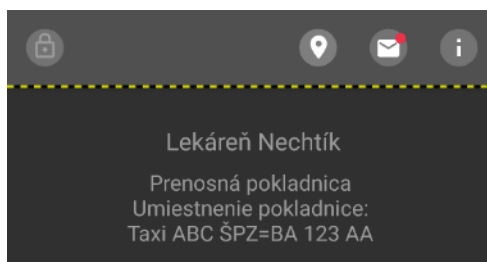 Lekáreň Nechtík
Prenosná pokladnica
Umiestnenie pokladnice:
Taxi ABC ŠPZ=BA 123 AA